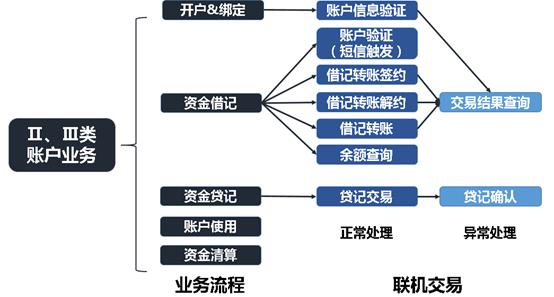 开户&绑定
账户信息验证
账户验证
（短信触发）
借记转账签约
资金借记
借记转账解约
交易结果查询
借记转账
余额查询
Ⅱ、Ⅲ类
账户业务
资金贷记
贷记交易
贷记确认
账户使用
正常处理
异常处理
资金清算
业务流程
联机交易